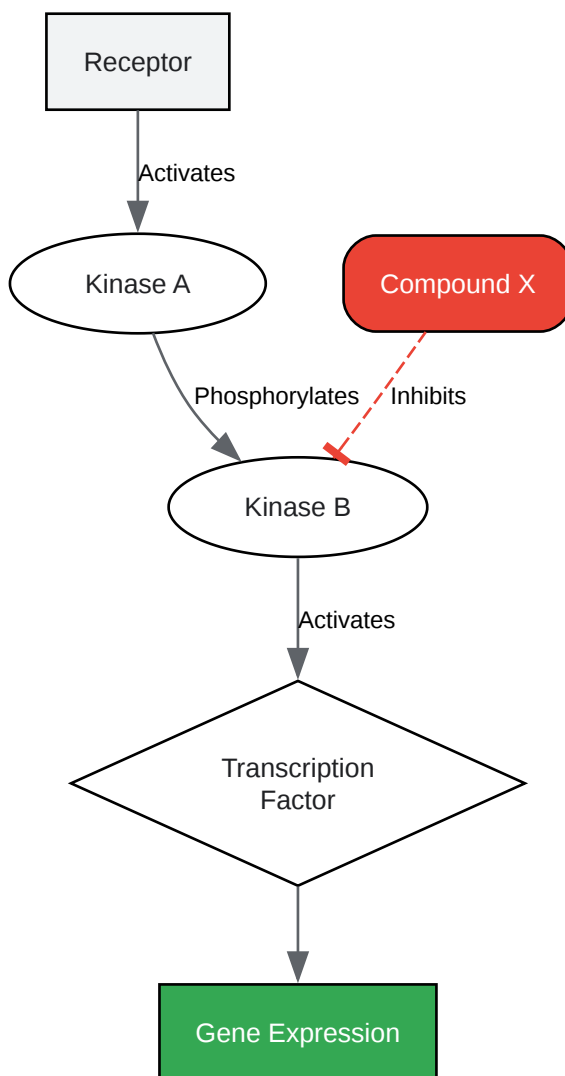 Receptor
Activates
Kinase A
Compound X
Phosphorylates
Inhibits
Kinase B
Activates
Transcription
Factor
Gene Expression